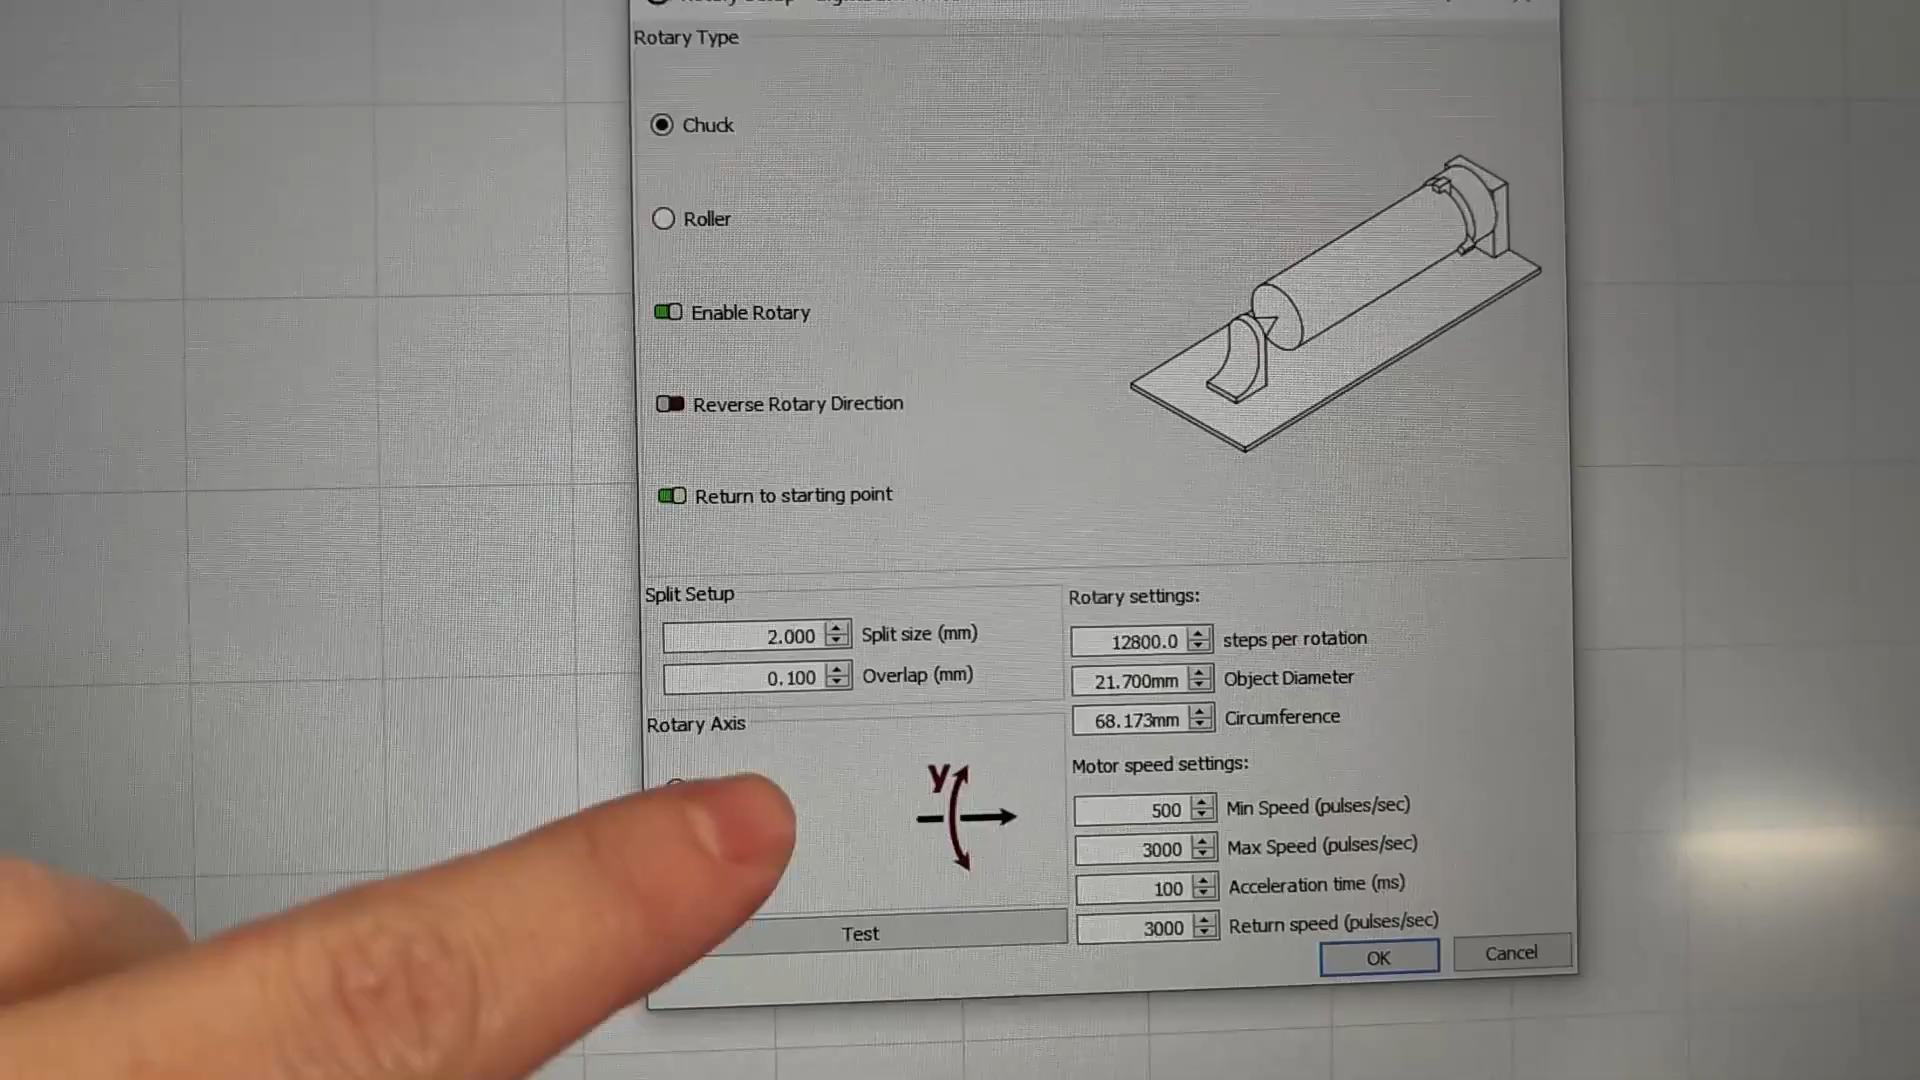 Rotary Type
Chuck
Roller
Enable Rotary
Reverse Rotary Direction
Return to starting point
Split Setup
2.000 Split size (mm)
0.100 Overlap (mm)
Rotary settings:
12800.0 steps per rotation
21.700mm Object Diameter
68.173mm Circumference
Rotary Axis
y
Motor speed settings:
500 Min Speed (pulses/sec)
3000 Max Speed (pulses/sec)
100 Acceleration time (ms)
3000 Return speed (pulses/sec)
Test
OK
Cancel